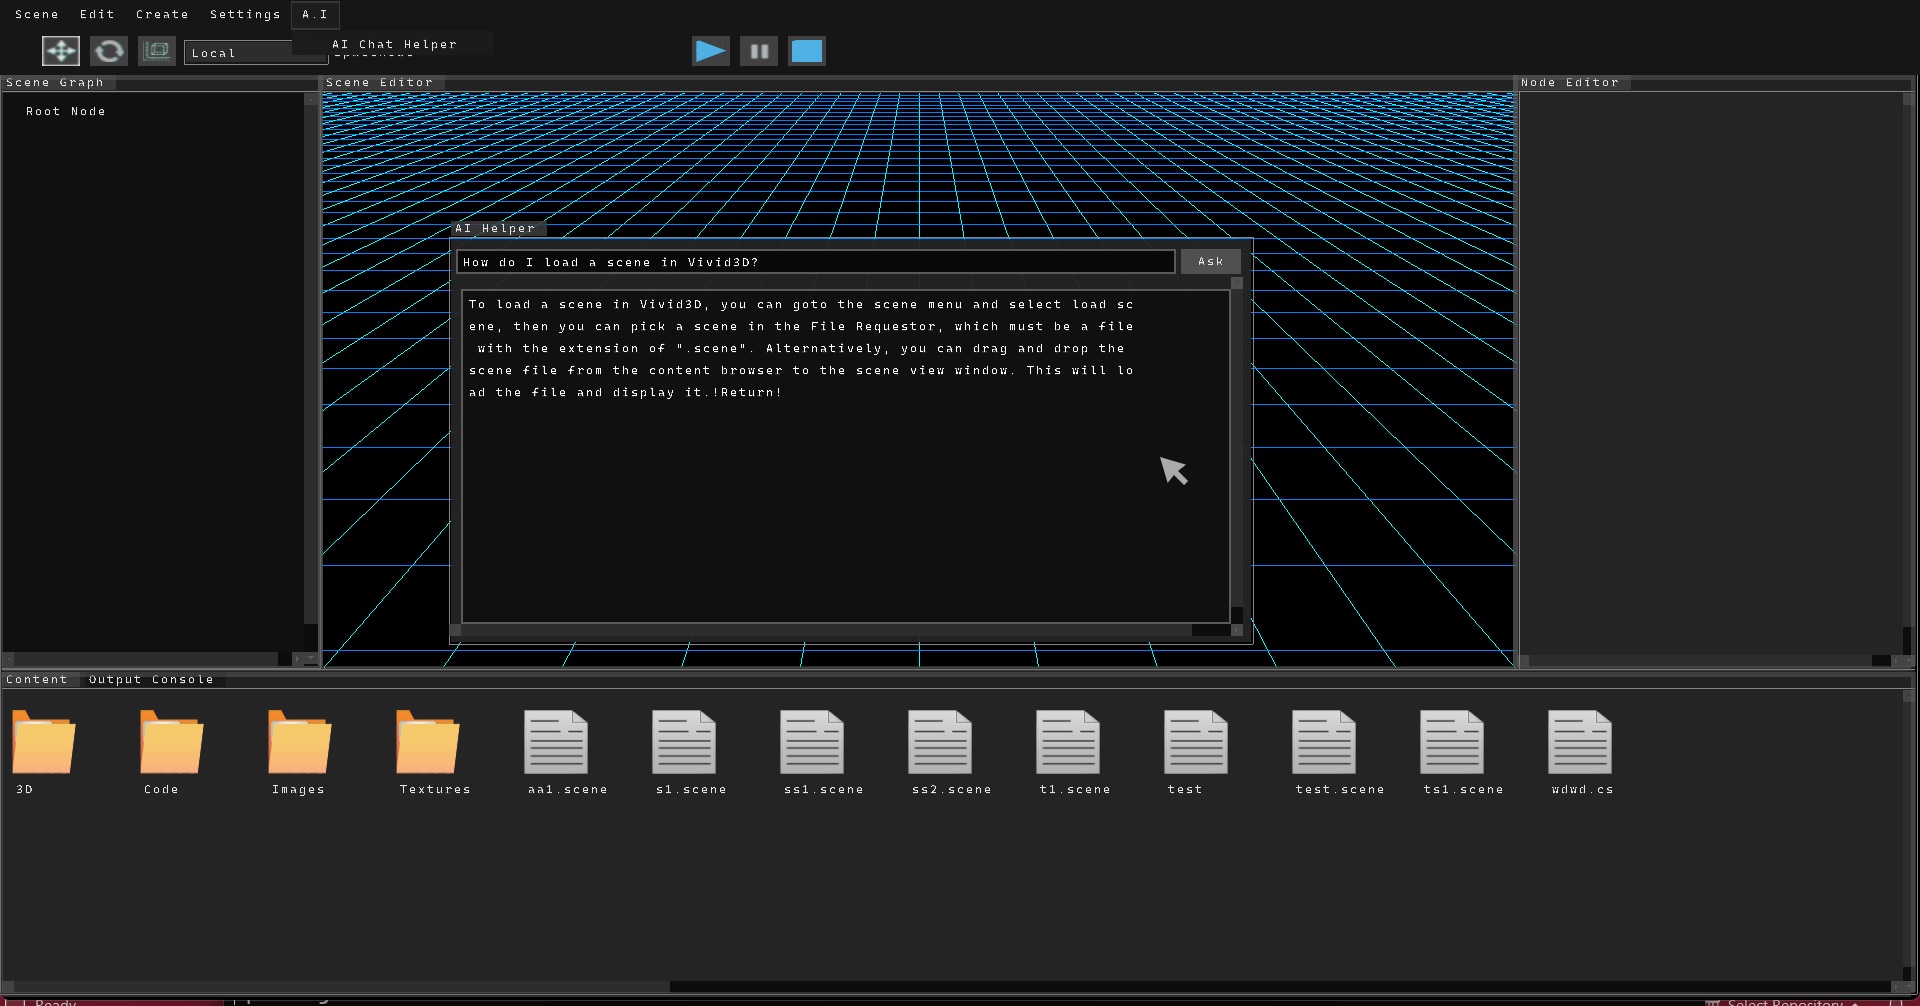 Scene Edit Create Settings A.I
AI Chat Helper
Local
Scene Graph
Scene Editor
Node Editor
Root Node
AI Helper
How do I load a scene in Vivid3D?
Ask
To load a scene in Vivid3D, you can goto the scene menu and select load sc
ene, then you can pick a scene in the File Requestor, which must be a file
with the extension of ".scene". Alternatively, you can drag and drop the
scene file from the content browser to the scene view window. This will lo
ad the file and display it.!Return!
Content Output Console
3D Code Images Textures aa1.scene s1.scene ss1.scene ss2.scene t1.scene test test.scene ts1.scene wdwd.cs
Ready
Select Repository